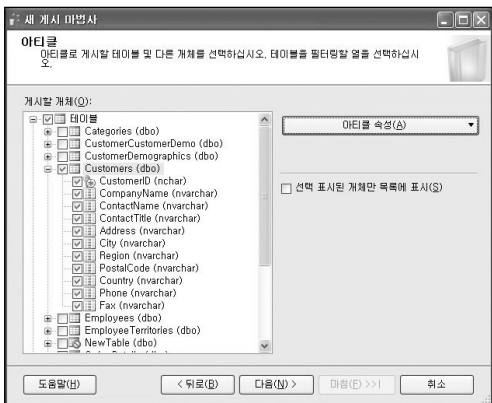 새 게시 마법사
아티클
아티클로 게시할 테이블 및 다른 개체를 선택하십시오. 테이블을 필터링할 열을 선택하십시
오.
게시할 개체(O):
테이블
Categories (dbo)
CustomerCustomerDemo (dbo)
CustomerDemographics (dbo)
Customers (dbo)
CustomerID (nchar)
CompanyName (nvarchar)
ContactName (nvarchar)
ContactTitle (nvarchar)
Address (nvarchar)
City (nvarchar)
Region (nvarchar)
PostalCode (nvarchar)
Country (nvarchar)
Phone (nvarchar)
Fax (nvarchar)
Employees (dbo)
EmployeeTerritories (dbo)
NewTable (dbo)
아티클 속성(A)
선택 표시된 개체만 목록에 표시(S)
도움말(H)
< 뒤로(B)
다음(N) >
마침(F) >>|
취소